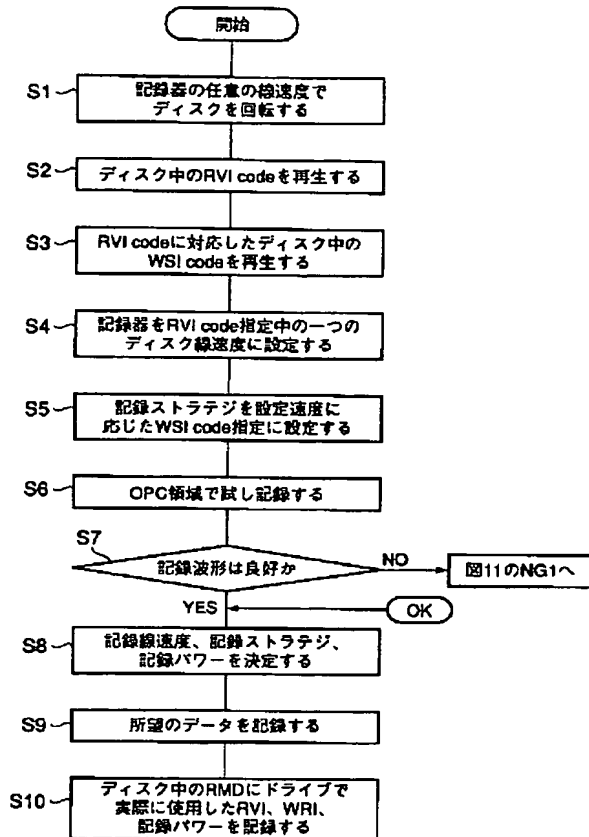 開始
S1
記録器の任意の線速度で
ディスクを回転する
S2
ディスク中のRVI codeを再生する
S3
RVI codeに対応したディスク中の
WSI codeを再生する
S4
記録器をRVI code指定中の一つの
ディスク線速度に設定する
S5
記録ストラテジを設定速度に
応じたWSI code指定に設定する
S6
OPC領域で試し記録する
S7
記録波形は良好か
NO
図11のNG1へ
YES
OK
S8
記録線速度、記録ストラテジ、
記録パワーを決定する
S9
所望のデータを記録する
S10
ディスク中のRMDにドライブで
実際に使用したRVI、WRI、
記録パワーを記録する